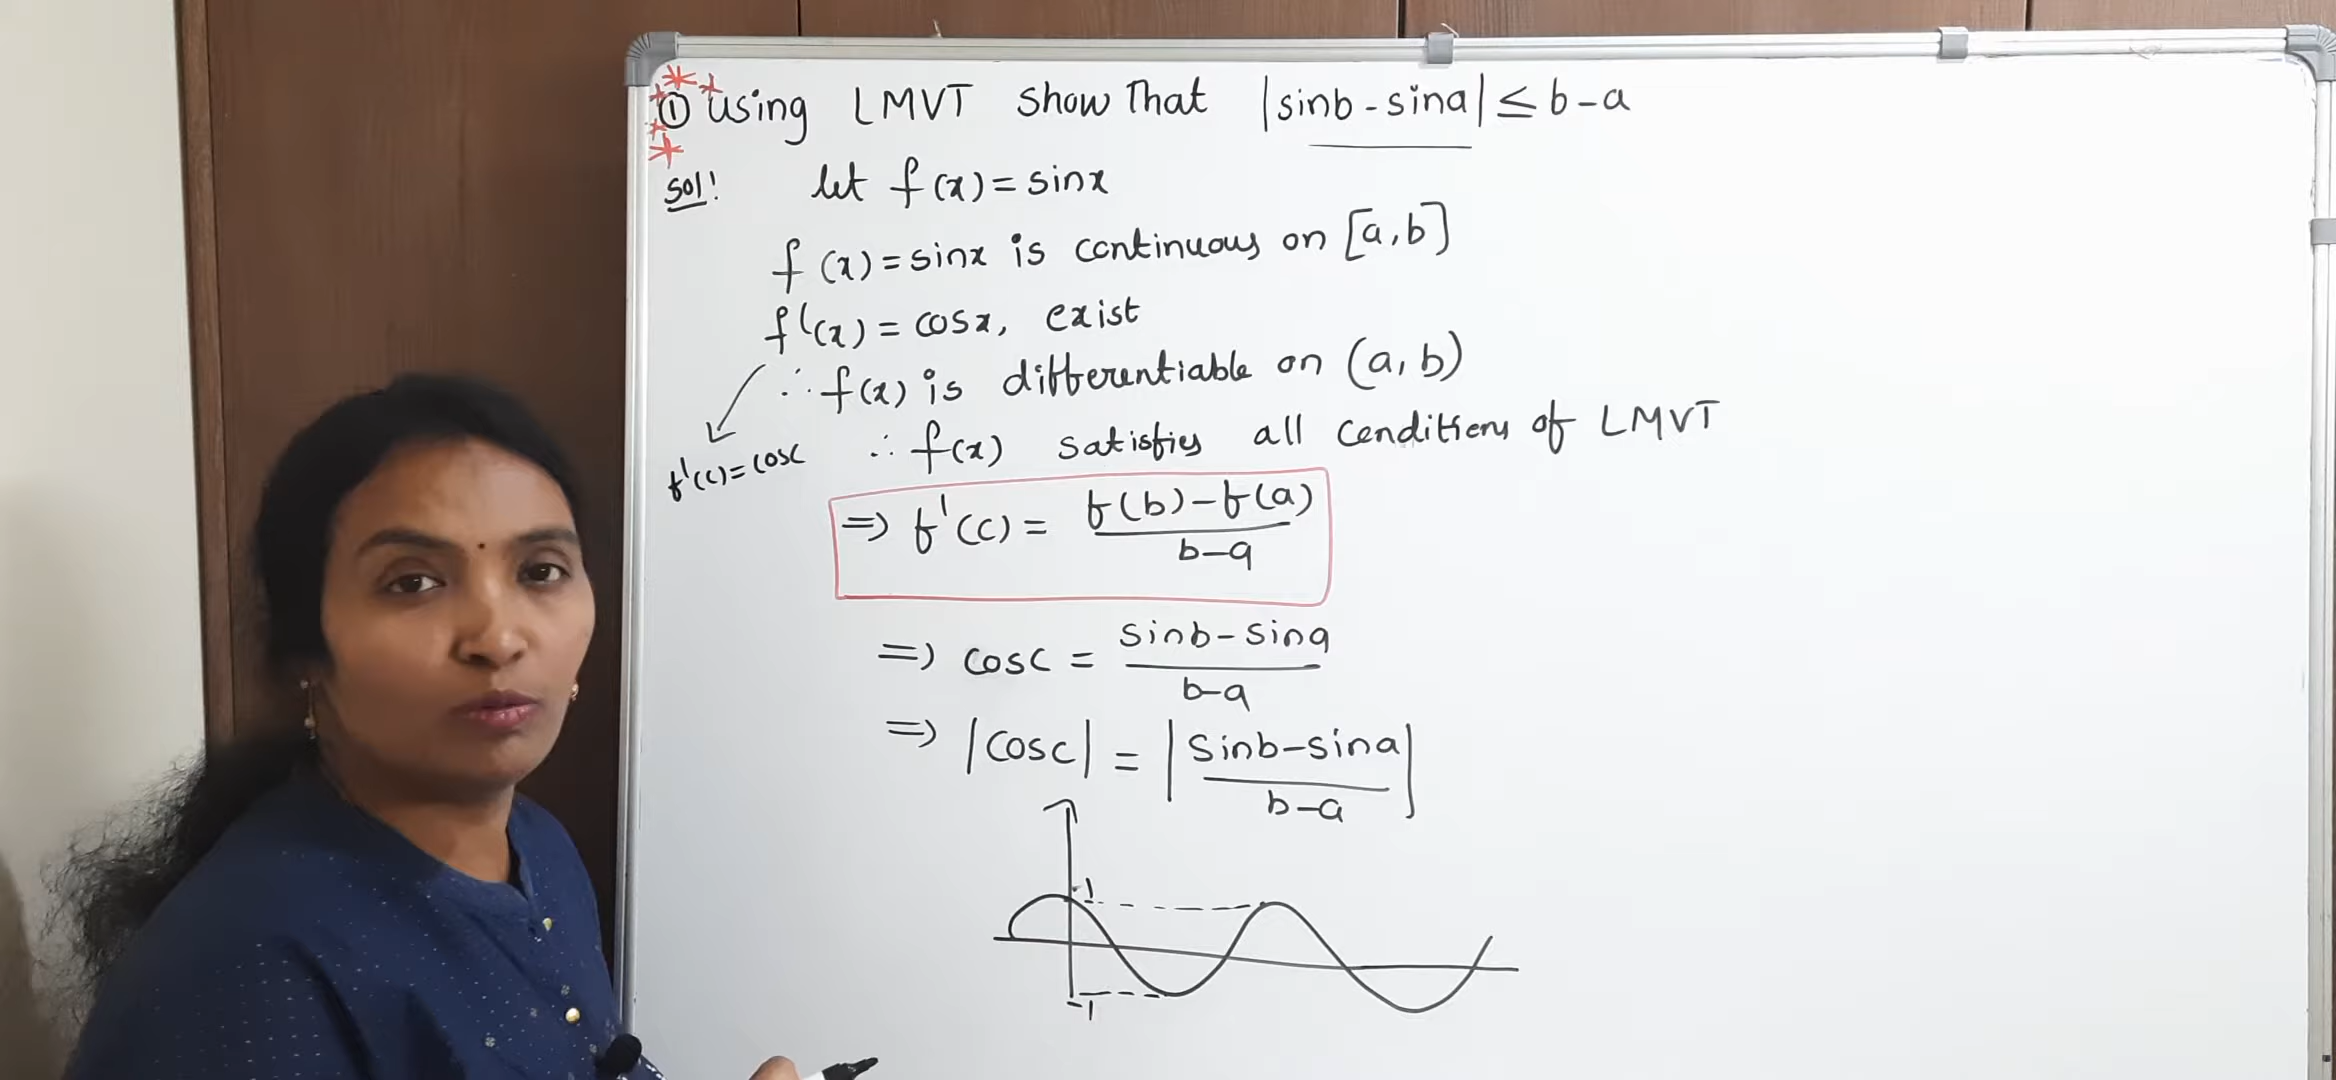 ① using LMVT show That |sinb - sina| ≤ b-a
Sol! let f(x) = sinx
f(x) = sinx is continuous on [a,b]
f'(x) = cosx, exist
∴ f(x) is differentiable on (a, b)
f'(c) = cosc
∴ f(x) satisfies all conditions of LMVT
=> f'(c) = f(b)-f(a) / b-a
=> cosc = sinb-sina / b-a
=> |cosc| = |sinb-sina / b-a|
1
-1